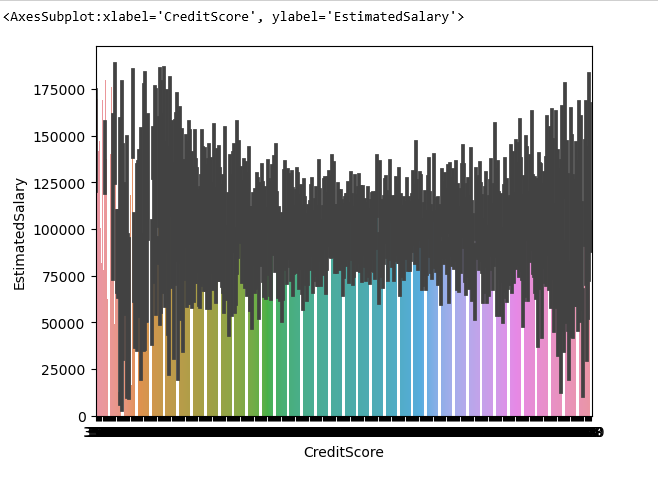 <AxesSubplot:xlabel='CreditScore', ylabel='EstimatedSalary'>
175000
150000
125000
100000
75000
50000
25000
0
EstimatedSalary
CreditScore